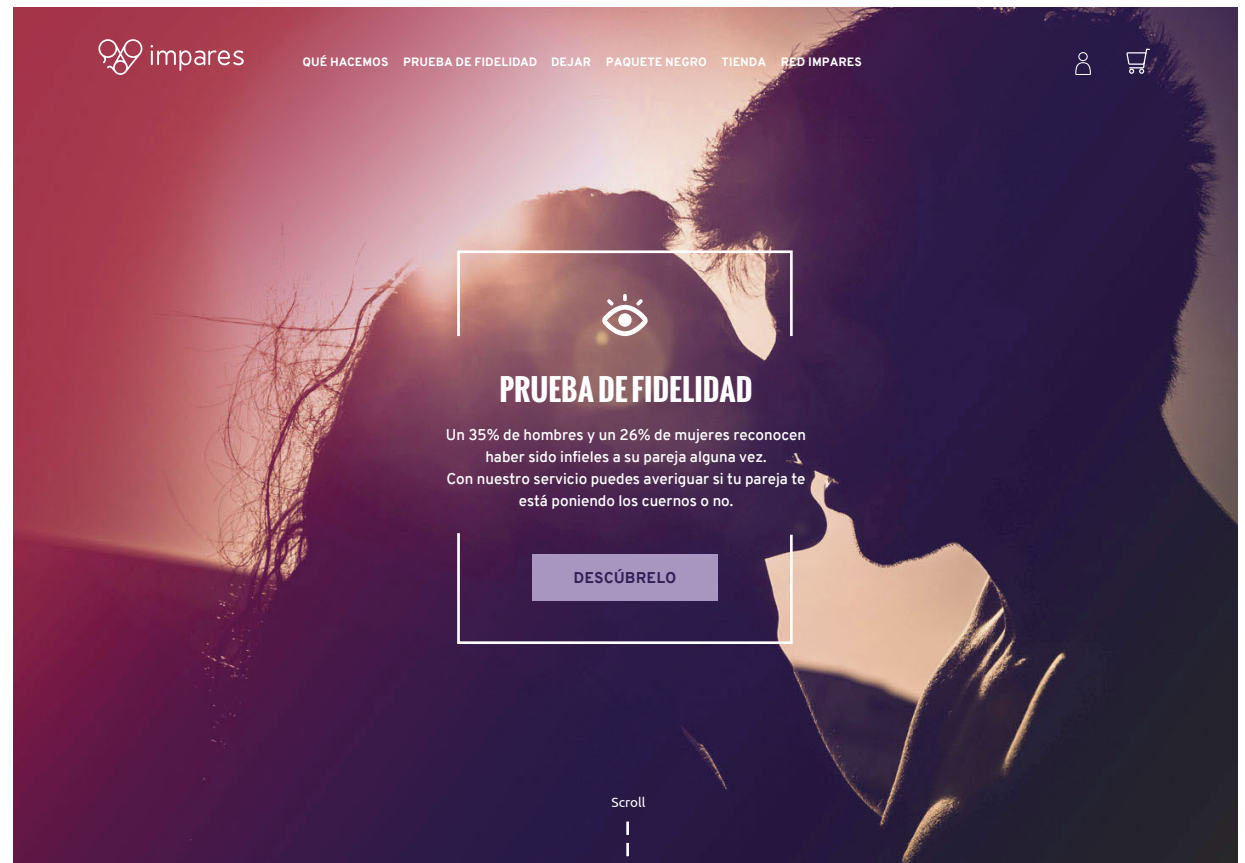 impares
QUÉ HACEMOS PRUEBA DE FIDELIDAD DEJAR PAQUETE NEGRO TIENDA RED IMPARES
PRUEBA DE FIDELIDAD
Un 35% de hombres y un 26% de mujeres reconocen
haber sido infieles a su pareja alguna vez.
Con nuestro servicio puedes averiguar si tu pareja te
está poniendo los cuernos o no.
DESCÚBRELO
Scroll